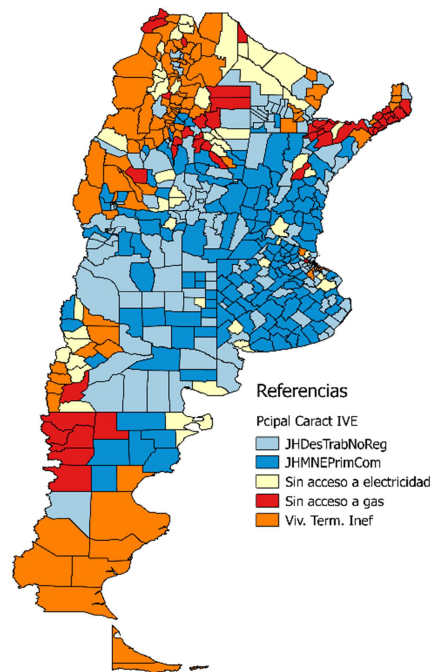 Referencias
Pcipal Caract IVE
JHDesTrabNoReg
JHMNEPrimCom
Sin acceso a electricidad
Sin acceso a gas
Viv. Term. Inef